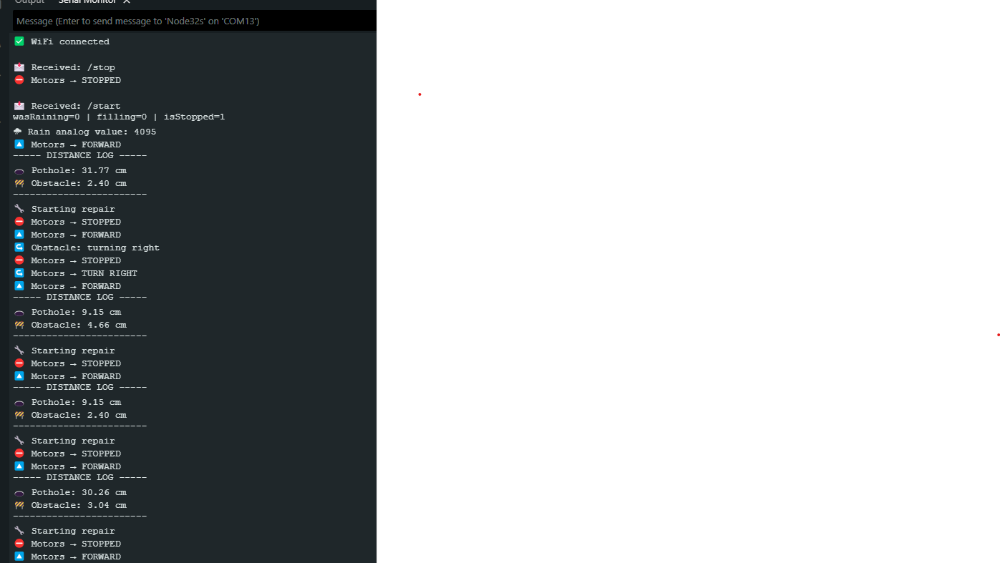 Output Serial Monitor
Message (Enter to send message to 'Node32s' on 'COM13')
✅ WiFi connected
📩 Received: /stop
⛔ Motors → STOPPED
📩 Received: /start
wasRaining=0 | filling=0 | isStopped=1
🌧 Rain analog value: 4095
🔼 Motors → FORWARD
----- DISTANCE LOG -----
🕳 Pothole: 31.77 cm
🚧 Obstacle: 2.40 cm
------------------------
🔧 Starting repair
⛔ Motors → STOPPED
🔼 Motors → FORWARD
↪ Obstacle: turning right
⛔ Motors → STOPPED
↪ Motors → TURN RIGHT
🔼 Motors → FORWARD
----- DISTANCE LOG -----
🕳 Pothole: 9.15 cm
🚧 Obstacle: 4.66 cm
------------------------
🔧 Starting repair
⛔ Motors → STOPPED
🔼 Motors → FORWARD
----- DISTANCE LOG -----
🕳 Pothole: 9.15 cm
🚧 Obstacle: 2.40 cm
------------------------
🔧 Starting repair
⛔ Motors → STOPPED
🔼 Motors → FORWARD
----- DISTANCE LOG -----
🕳 Pothole: 30.26 cm
🚧 Obstacle: 3.04 cm
------------------------
🔧 Starting repair
⛔ Motors → STOPPED
🔼 Motors → FORWARD